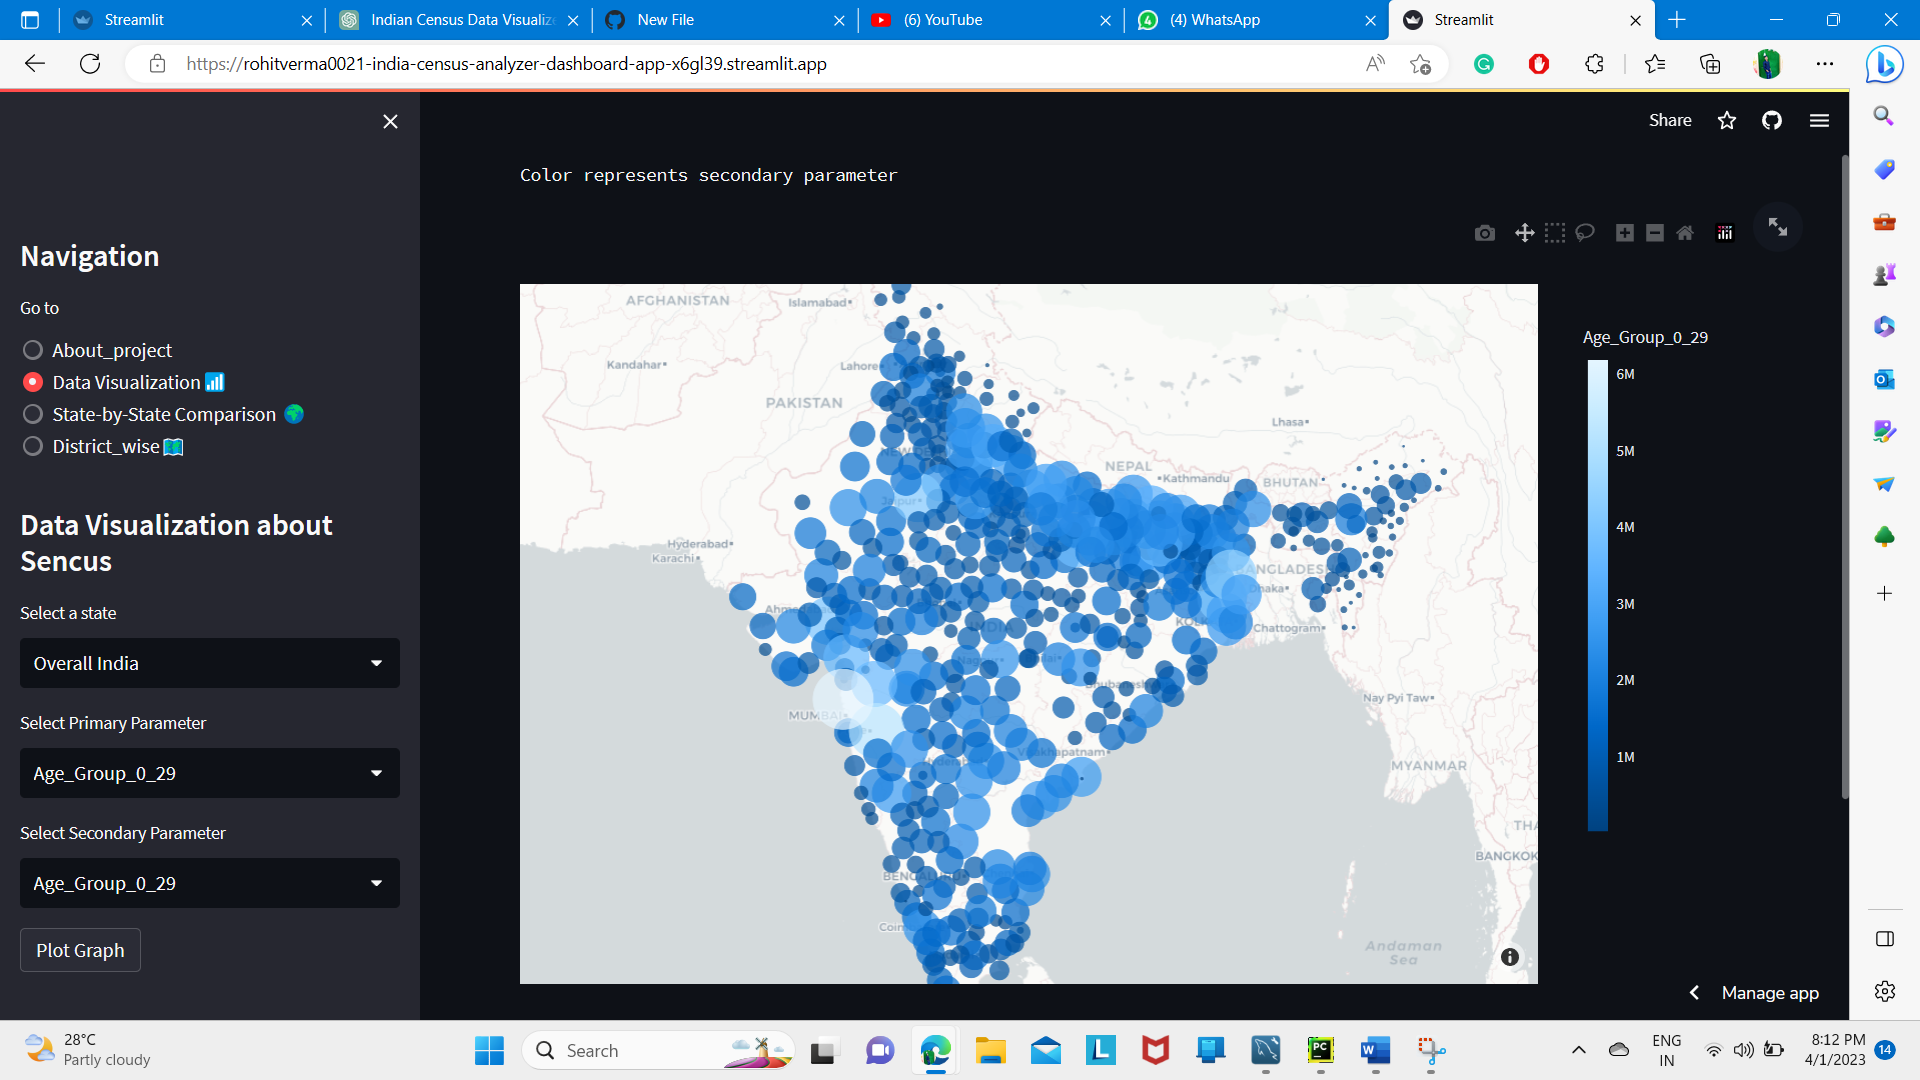 Streamlit
Indian Census Data Visualiz
New File
(6) YouTube
(4) WhatsApp
Streamlit
https://rohitverma0021-india-census-analyzer-dashboard-app-x6gl39.streamlit.app
Share
Color represents secondary parameter
Navigation
Go to
About_project
Data Visualization
State-by-State Comparison
District_wise
Data Visualization about
Sencus
Select a state
Overall India
Select Primary Parameter
Age_Group_0_29
Select Secondary Parameter
Age_Group_0_29
Plot Graph
AFGHANISTAN
Islamabad
Kandahar
Lahore
PAKISTAN
Lhasa
NEPAL
Kathmandu
BHUTAN
Hyderabad
Karachi
Dhaka
Chattogram
INDIA
MUMBAI
Nay Pyi Taw
MYANMAR
THA
BANGKOK
Andaman
Sea
Age_Group_0_29
6M
5M
4M
3M
2M
1M
Manage app
28°C
Partly cloudy
Search
ENG
IN
8:12 PM
4/1/2023
14